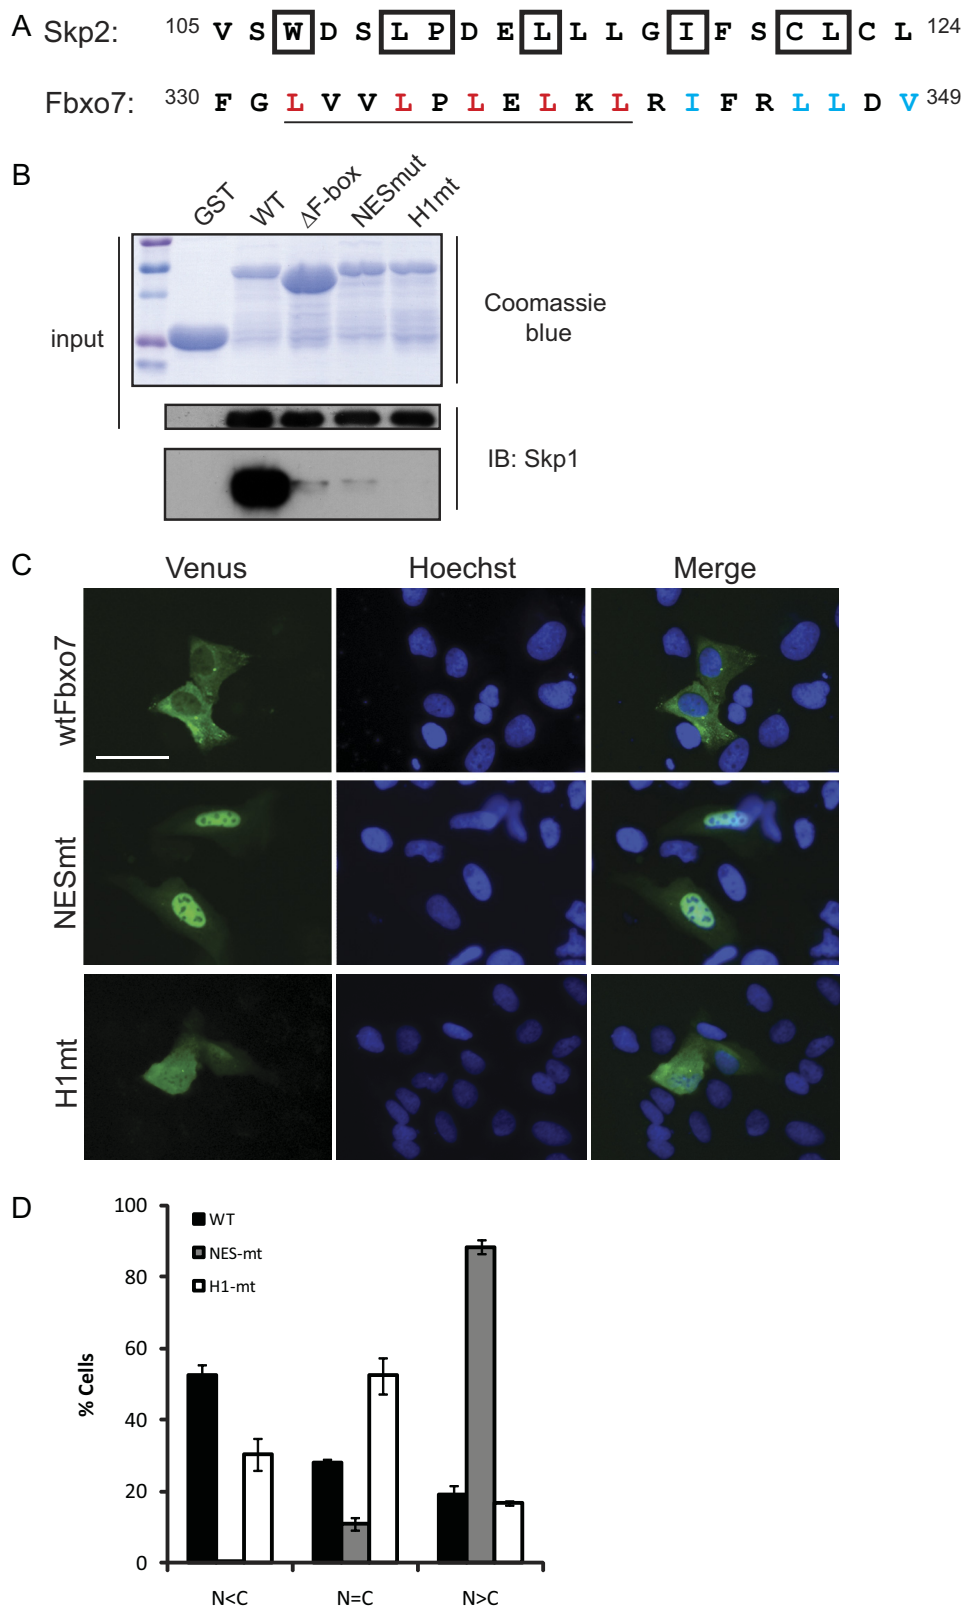 A Skp2: 105 V S W D S L P D E L L L G I F S C L C L 124
Fbxo7: 330 F G L V V L P L E L K L R I F R L L D V 349
B
GST WT ΔF-box NESmut H1mt
input
Coomassie
blue
IB: Skp1
C
Venus Hoechst Merge
wtFbxo7
NESmt
H1mt
D
100
80
60
40
20
0
% Cells
WT
NES-mt
H1-mt
N<C N=C N>C